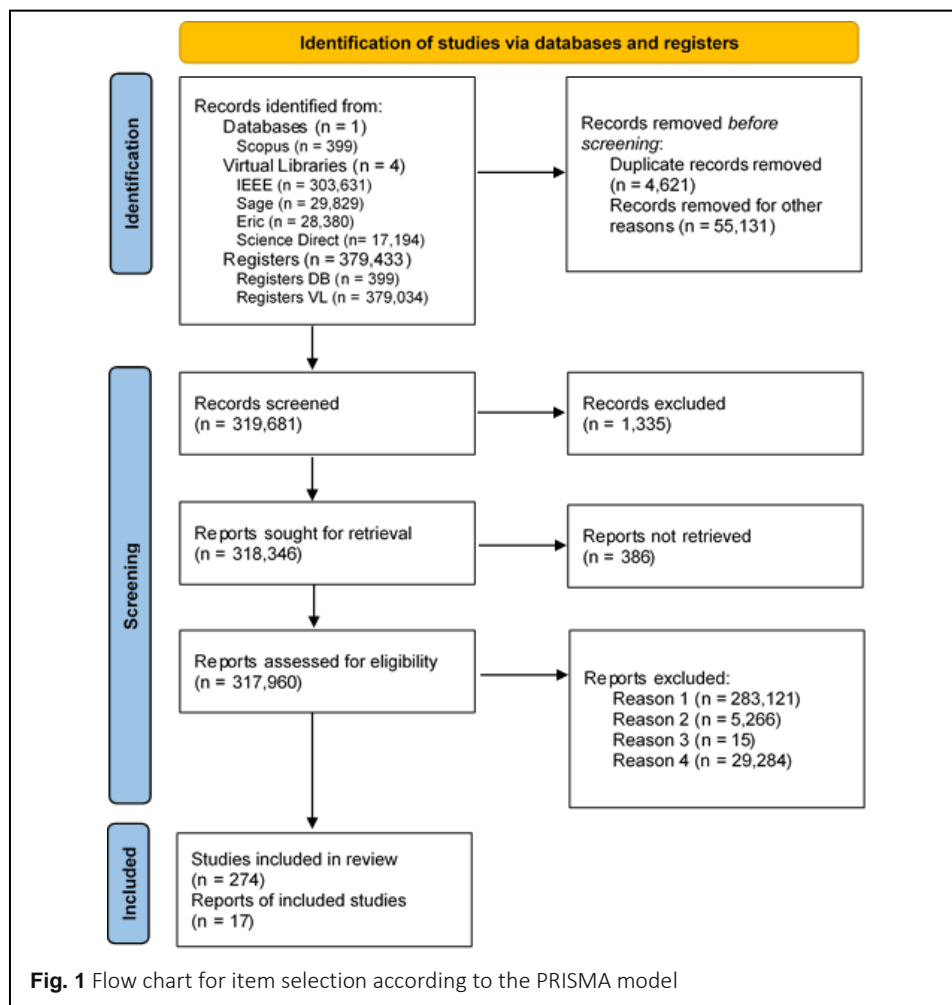 Identification of studies via databases and registers
Identification
Records identified from:
Databases (n = 1)
Scopus (n = 399)
Virtual Libraries (n = 4)
IEEE (n = 303,631)
Sage (n = 29,829)
Eric (n = 28,380)
Science Direct (n= 17,194)
Registers (n = 379,433)
Registers DB (n = 399)
Registers VL (n = 379,034)
Records removed before
screening:
Duplicate records removed
(n = 4,621)
Records removed for other
reasons (n = 55,131)
Screening
Records screened
(n = 319,681)
Records excluded
(n = 1,335)
Reports sought for retrieval
(n = 318,346)
Reports not retrieved
(n = 386)
Reports assessed for eligibility
(n = 317,960)
Reports excluded:
Reason 1 (n = 283,121)
Reason 2 (n = 5,266)
Reason 3 (n = 15)
Reason 4 (n = 29,284)
Included
Studies included in review
(n = 274)
Reports of included studies
(n = 17)
Fig. 1 Flow chart for item selection according to the PRISMA model